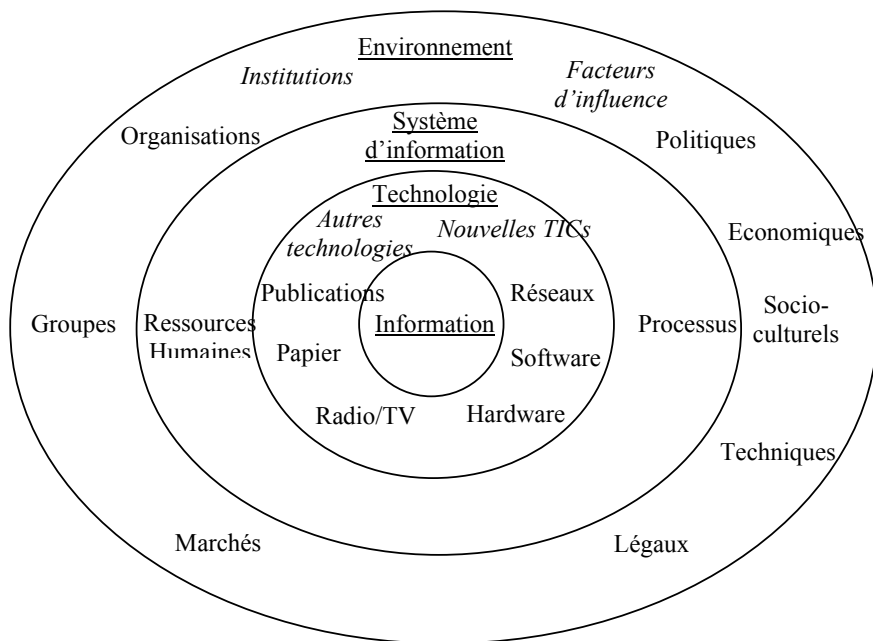 Environnement
Institutions
Facteurs
d’influence
Organisations
Politiques
Système
d’information
Technologie
Autres
technologies
Nouvelles TICs
Economiques
Publications
Réseaux
Groupes
Ressources
Humaines
Information
Processus
Socio-
culturels
Papier
Software
Radio/TV
Hardware
Techniques
Marchés
Légaux